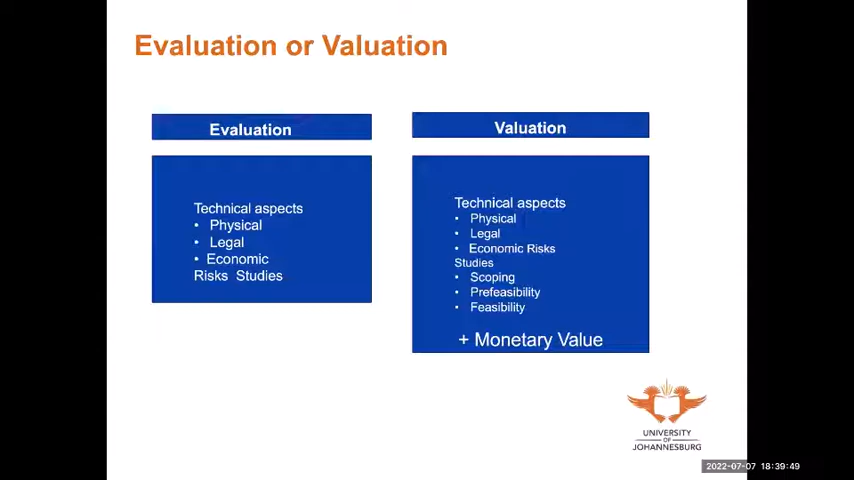 Evaluation or Valuation
Evaluation
Technical aspects
• Physical
• Legal
• Economic
Risks Studies
Valuation
Technical aspects
• Physical
• Legal
• Economic Risks
Studies
• Scoping
• Prefeasibility
• Feasibility
+ Monetary Value
UNIVERSITY
OF
JOHANNESBURG
2022-07-07 18:39:49